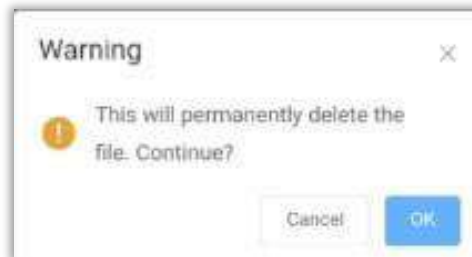 Warning
This will permanently delete the
file. Continue?
Cancel
OK